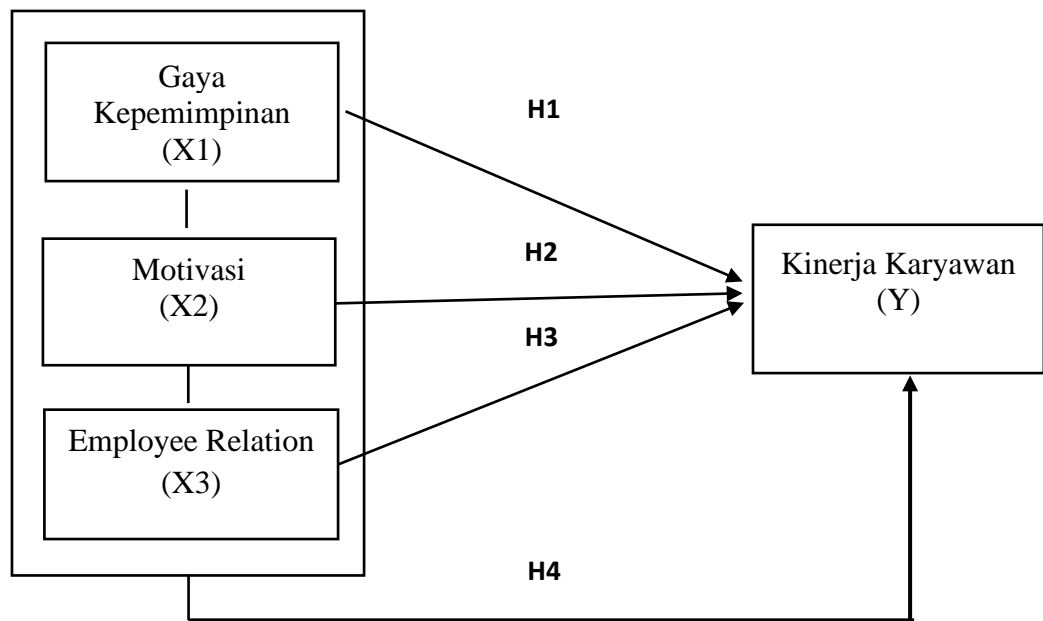 Gaya
Kepemimpinan
(X1)
H1
Motivasi
(X2)
H2
Kinerja Karyawan
(Y)
H3
Employee Relation
(X3)
H4